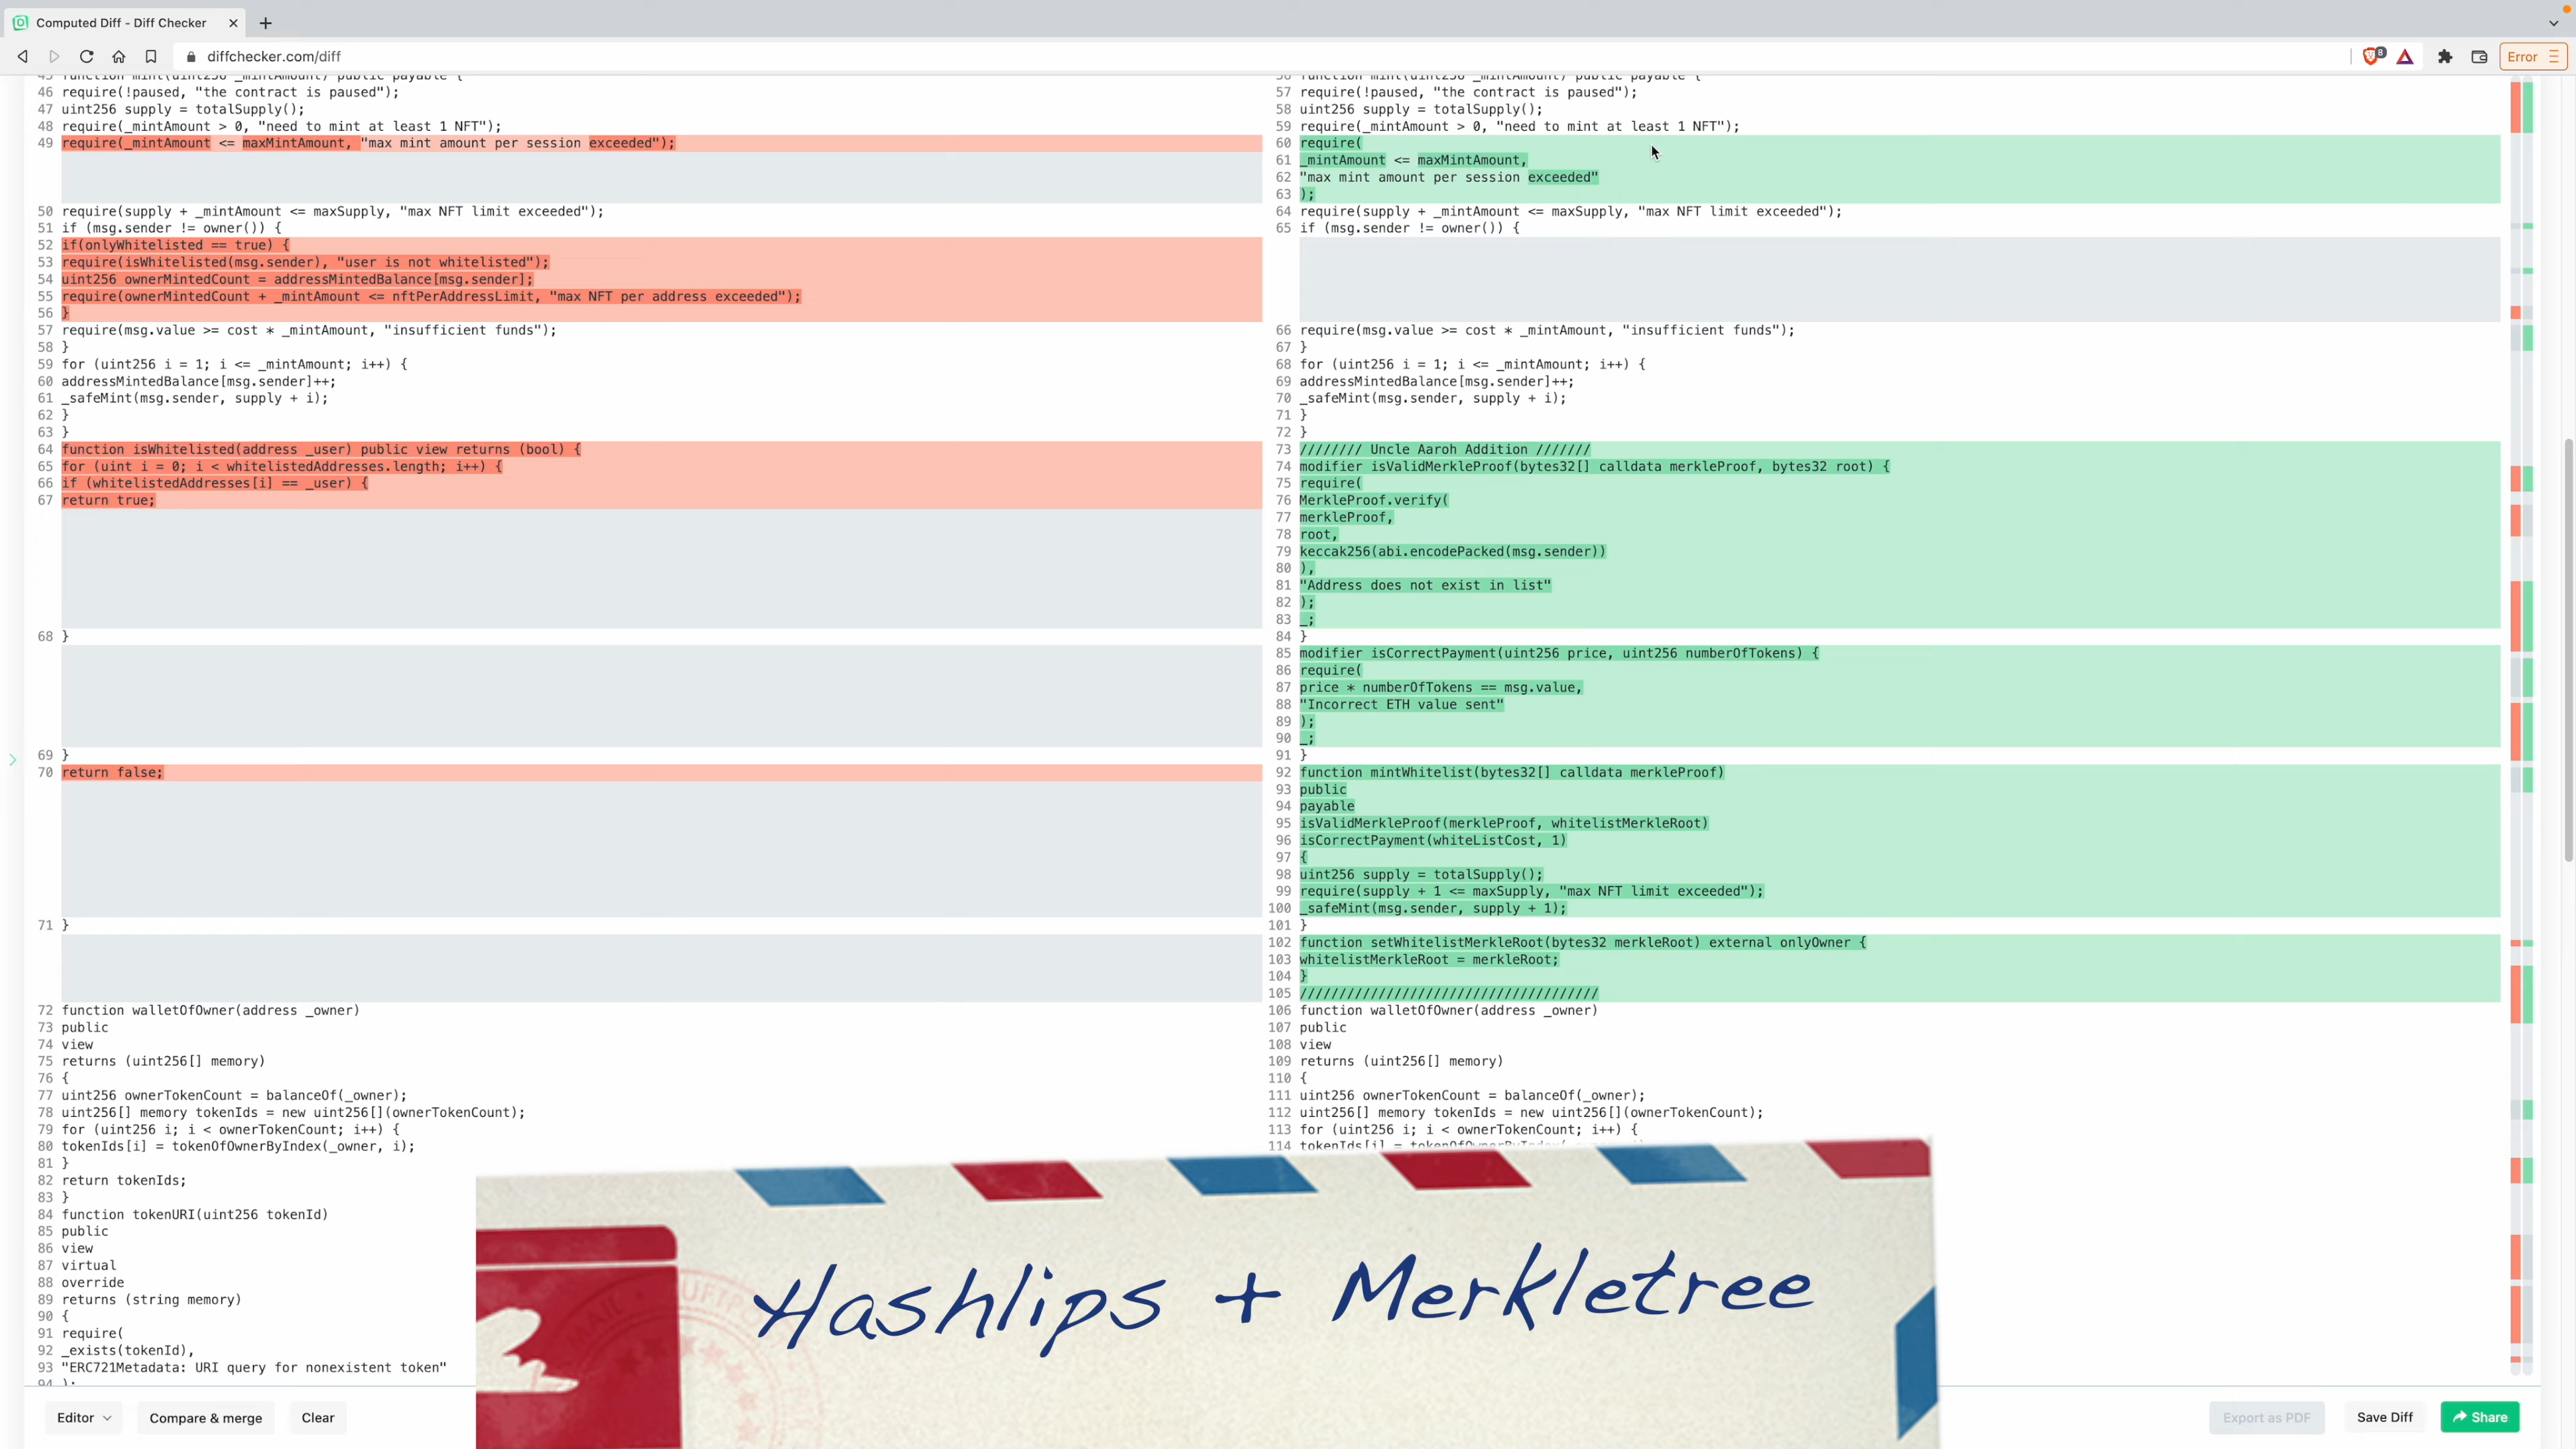 Computed Diff - Diff Checker
diffchecker.com/diff
8
Error
45 function mint(uint256 _mintAmount) public payable {
46 require(!paused, "the contract is paused");
47 uint256 supply = totalSupply();
48 require(_mintAmount > 0, "need to mint at least 1 NFT");
49 require(_mintAmount <= maxMintAmount, "max mint amount per session exceeded");
50 require(supply + _mintAmount <= maxSupply, "max NFT limit exceeded");
51 if (msg.sender != owner()) {
52 if(onlyWhitelisted == true) {
53 require(isWhitelisted(msg.sender), "user is not whitelisted");
54 uint256 ownerMintedCount = addressMintedBalance[msg.sender];
55 require(ownerMintedCount + _mintAmount <= nftPerAddressLimit, "max NFT per address exceeded");
56 }
57 require(msg.value >= cost * _mintAmount, "insufficient funds");
58 }
59 for (uint256 i = 1; i <= _mintAmount; i++) {
60 addressMintedBalance[msg.sender]++;
61 _safeMint(msg.sender, supply + i);
62 }
63 }
64 function isWhitelisted(address _user) public view returns (bool) {
65 for (uint i = 0; i < whitelistedAddresses.length; i++) {
66 if (whitelistedAddresses[i] == _user) {
67 return true;
68 }
69 }
70 return false;
71 }
72 function walletOfOwner(address _owner)
73 public
74 view
75 returns (uint256[] memory)
76 {
77 uint256 ownerTokenCount = balanceOf(_owner);
78 uint256[] memory tokenIds = new uint256[](ownerTokenCount);
79 for (uint256 i; i < ownerTokenCount; i++) {
80 tokenIds[i] = tokenOfOwnerByIndex(_owner, i);
81 }
82 return tokenIds;
83 }
84 function tokenURI(uint256 tokenId)
85 public
86 view
87 virtual
88 override
89 returns (string memory)
90 {
91 require(
92 _exists(tokenId),
93 "ERC721Metadata: URI query for nonexistent token"
94 );
56 function mint(uint256 _mintAmount) public payable {
57 require(!paused, "the contract is paused");
58 uint256 supply = totalSupply();
59 require(_mintAmount > 0, "need to mint at least 1 NFT");
60 require(
61 _mintAmount <= maxMintAmount,
62 "max mint amount per session exceeded"
63 );
64 require(supply + _mintAmount <= maxSupply, "max NFT limit exceeded");
65 if (msg.sender != owner()) {
66 require(msg.value >= cost * _mintAmount, "insufficient funds");
67 }
68 for (uint256 i = 1; i <= _mintAmount; i++) {
69 addressMintedBalance[msg.sender]++;
70 _safeMint(msg.sender, supply + i);
71 }
72 }
73 //////// Uncle Aaroh Addition ///////
74 modifier isValidMerkleProof(bytes32[] calldata merkleProof, bytes32 root) {
75 require(
76 MerkleProof.verify(
77 merkleProof,
78 root,
79 keccak256(abi.encodePacked(msg.sender))
80 ),
81 "Address does not exist in list"
82 );
83 _;
84 }
85 modifier isCorrectPayment(uint256 price, uint256 numberOfTokens) {
86 require(
87 price * numberOfTokens == msg.value,
88 "Incorrect ETH value sent"
89 );
90 _;
91 }
92 function mintWhitelist(bytes32[] calldata merkleProof)
93 public
94 payable
95 isValidMerkleProof(merkleProof, whitelistMerkleRoot)
96 isCorrectPayment(whiteListCost, 1)
97 {
98 uint256 supply = totalSupply();
99 require(supply + 1 <= maxSupply, "max NFT limit exceeded");
100 _safeMint(msg.sender, supply + 1);
101 }
102 function setWhitelistMerkleRoot(bytes32 merkleRoot) external onlyOwner {
103 whitelistMerkleRoot = merkleRoot;
104 }
105 //////////////////////////////////////
106 function walletOfOwner(address _owner)
107 public
108 view
109 returns (uint256[] memory)
110 {
111 uint256 ownerTokenCount = balanceOf(_owner);
112 uint256[] memory tokenIds = new uint256[](ownerTokenCount);
113 for (uint256 i; i < ownerTokenCount; i++) {
114 tokenIds[i] = tokenOfOwnerByIndex(_owner, i);
Hashlips + Merkletree
Editor
Compare & merge
Clear
Export as PDF
Save Diff
Share